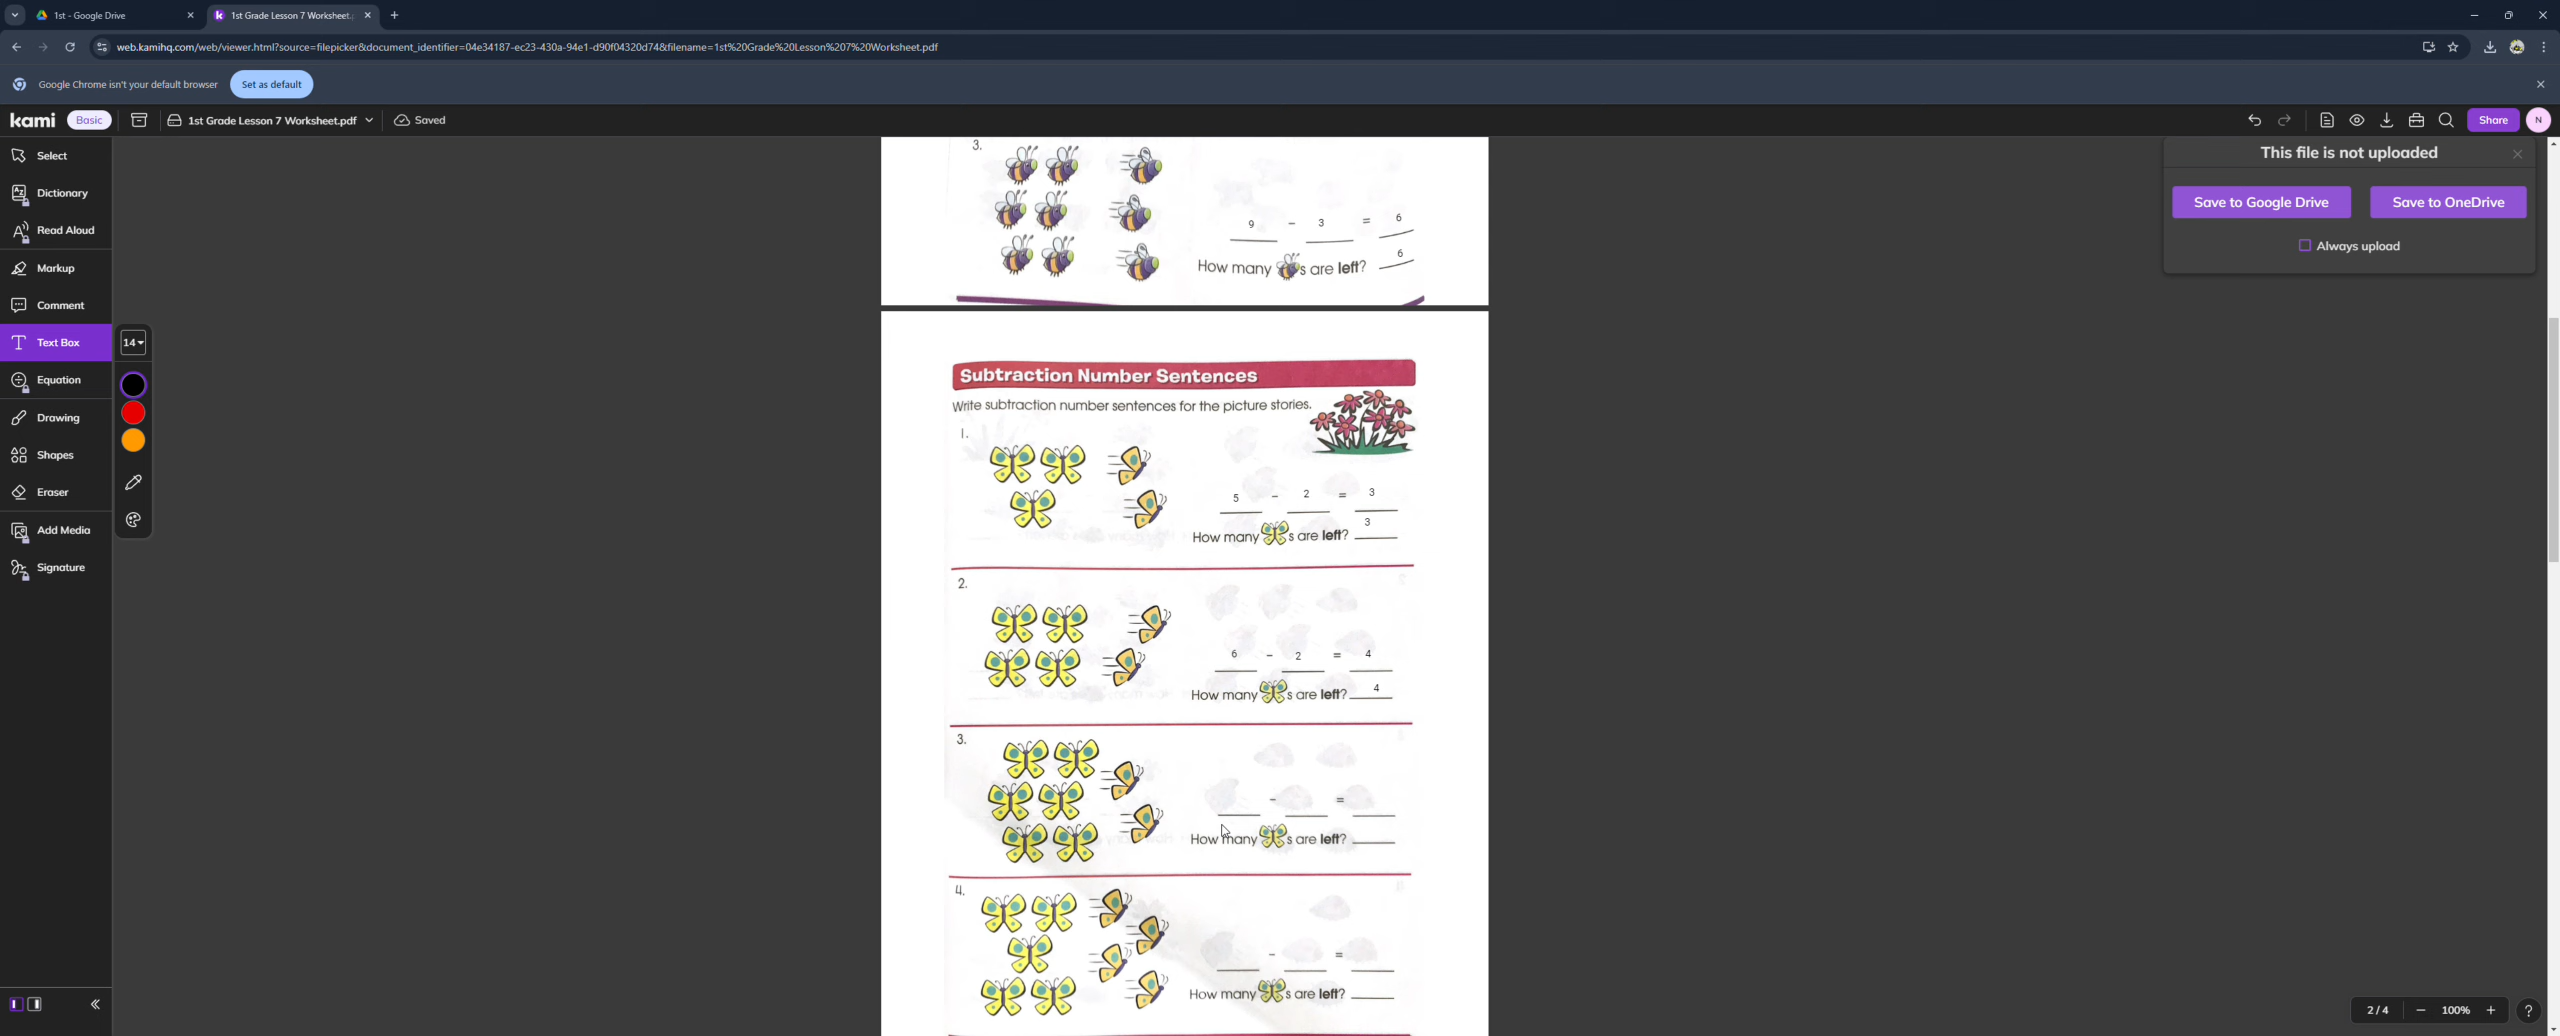 1st - Google Drive
1st Grade Lesson 7 Worksheet.
web.kamihq.com/web/viewer.html?source=filepicker&document_identifier=04e34187-ec23-430a-94e1-d90f04320d74&filename=1st%20Grade%20Lesson%207%20Worksheet.pdf
Google Chrome isn't your default browser
Set as default
kami
Basic
1st Grade Lesson 7 Worksheet.pdf
Saved
Share
N
Select
Dictionary
Read Aloud
Markup
Comment
Text Box
Equation
Drawing
Shapes
Eraser
Add Media
Signature
14
This file is not uploaded
Save to Google Drive
Save to OneDrive
Always upload
3.
9 - 3 = 6
How many s are left? 6
Subtraction Number Sentences
Write subtraction number sentences for the picture stories.
1.
5 - 2 = 3
How many s are left? 3
2.
6 - 2 = 4
How many s are left? 4
3.
- =
How many s are left?
4.
- =
How many s are left?
2 / 4
100%
?